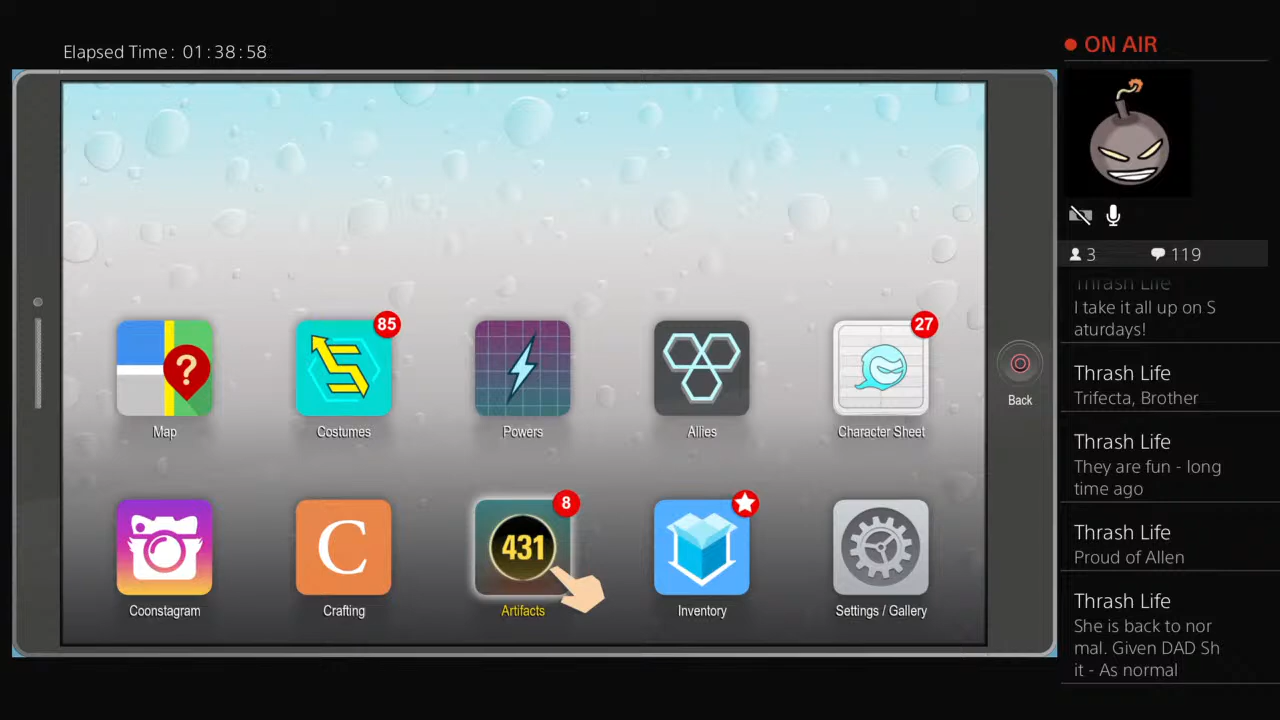 Elapsed Time: 01:38:58
ON AIR
3
119
Thrash Life
I take it all up on S
aturdays!
Thrash Life
Trifecta, Brother
Thrash Life
They are fun - long
time ago
Thrash Life
Proud of Allen
Thrash Life
She is back to nor
mal. Given DAD Sh
it - As normal
85
27
?
Map
Costumes
Powers
Allies
Character Sheet
Back
8
C
431
Coonstagram
Crafting
Artifacts
Inventory
Settings / Gallery